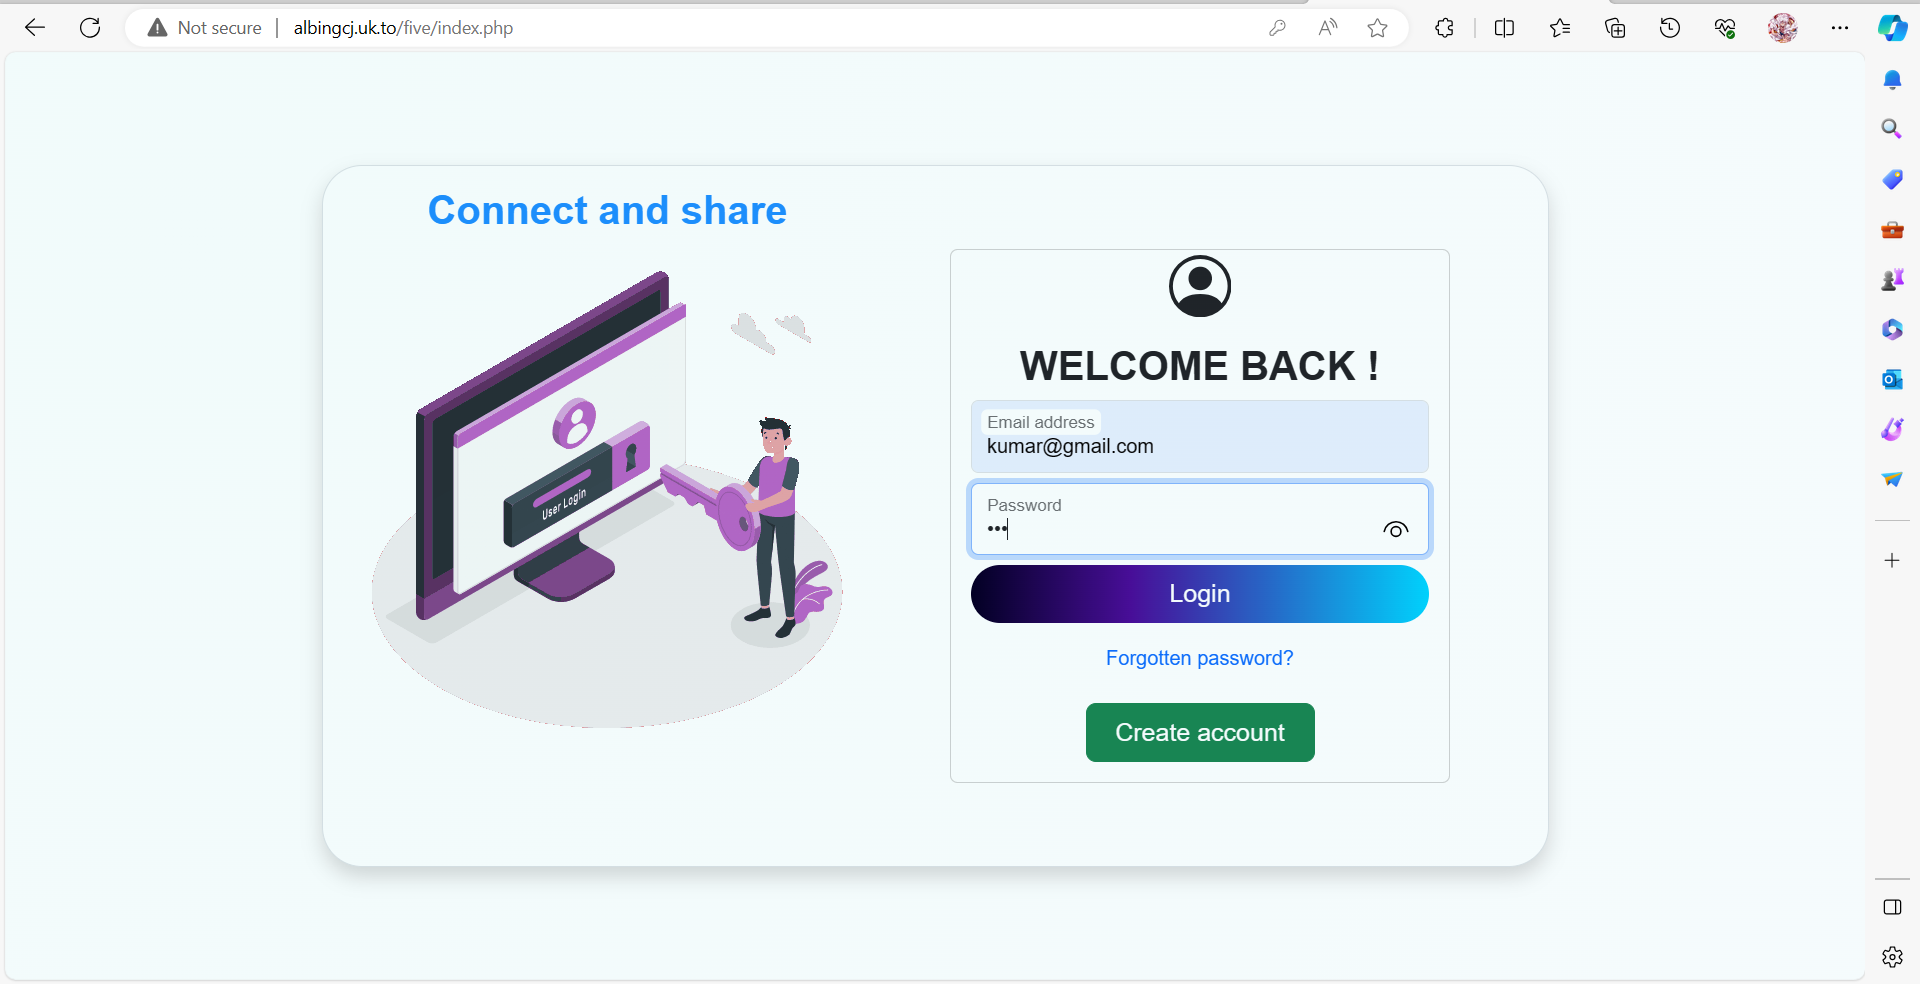 Not secure
albingcj.uk.to/five/index.php
Connect and share
User Login
WELCOME BACK !
Email address
kumar@gmail.com
Password
•••
Login
Forgotten password?
Create account